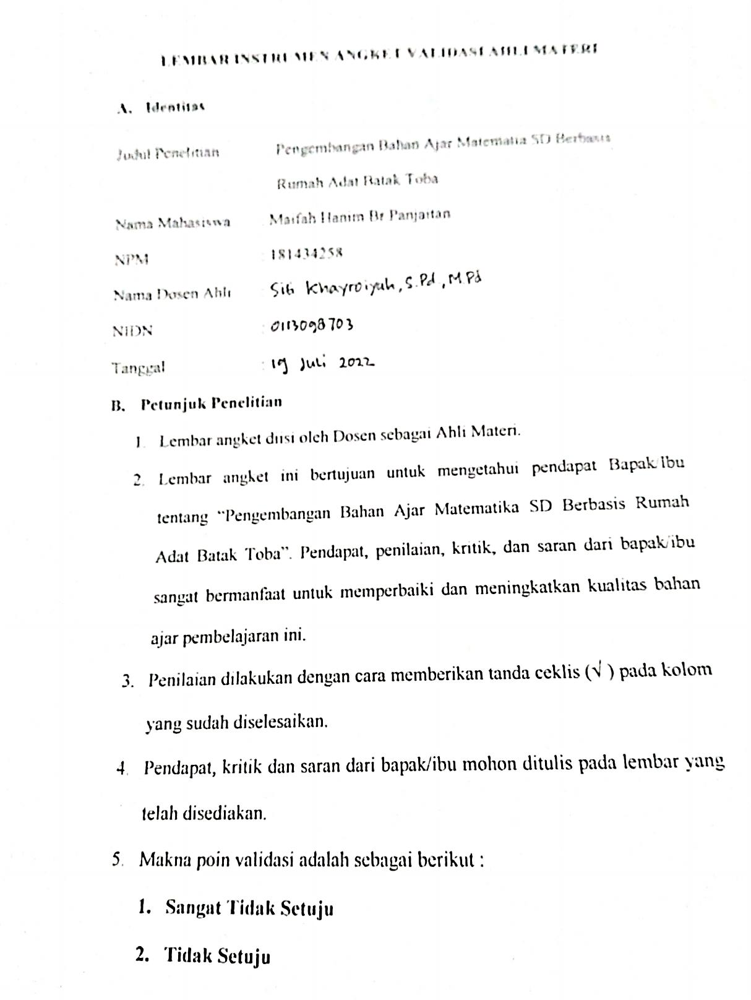 LEMBAR INSTRUMEN ANGKET VALIDASI AHLI MATERI
A. Identitas
Judul Penelitian Pengembangan Bahan Ajar Matematia SD Berbasis
Rumah Adat Batak Toba
Nama Mahasiswa Maifah Hanim Br Panjaitan
NPM : 181434258
Nama Dosen Ahli Siti Khayroiyah, S.Pd, M.Pd
NIDN : 0113098703
Tanggal : 19 Juli 2022
B. Petunjuk Penelitian
1. Lembar angket diisi oleh Dosen sebagai Ahli Materi.
2. Lembar angket ini bertujuan untuk mengetahui pendapat Bapak/Ibu
tentang “Pengembangan Bahan Ajar Matematika SD Berbasis Rumah
Adat Batak Toba”. Pendapat, penilaian, kritik, dan saran dari bapak/ibu
sangat bermanfaat untuk memperbaiki dan meningkatkan kualitas bahan
ajar pembelajaran ini.
3. Penilaian dilakukan dengan cara memberikan tanda ceklis (√ ) pada kolom
yang sudah diselesaikan.
4. Pendapat, kritik dan saran dari bapak/ibu mohon ditulis pada lembar yang
telah disediakan.
5. Makna poin validasi adalah sebagai berikut :
1. Sangat Tidak Setuju
2. Tidak Setuju